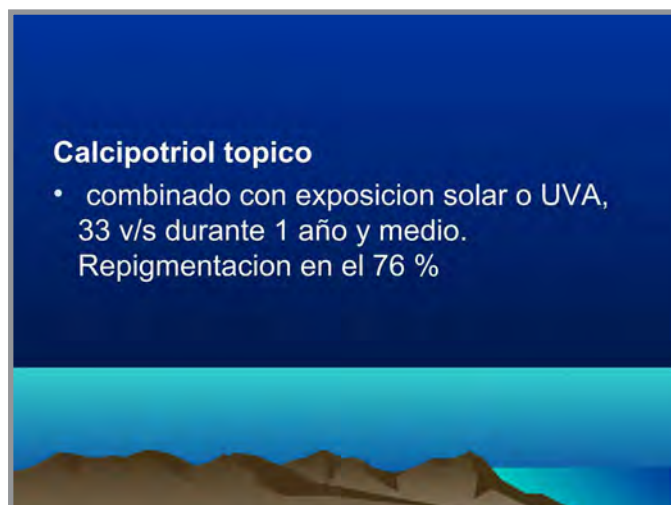 Calcipotriol topico
• combinado con exposicion solar o UVA,
33 v/s durante 1 año y medio.
Repigmentacion en el 76 %